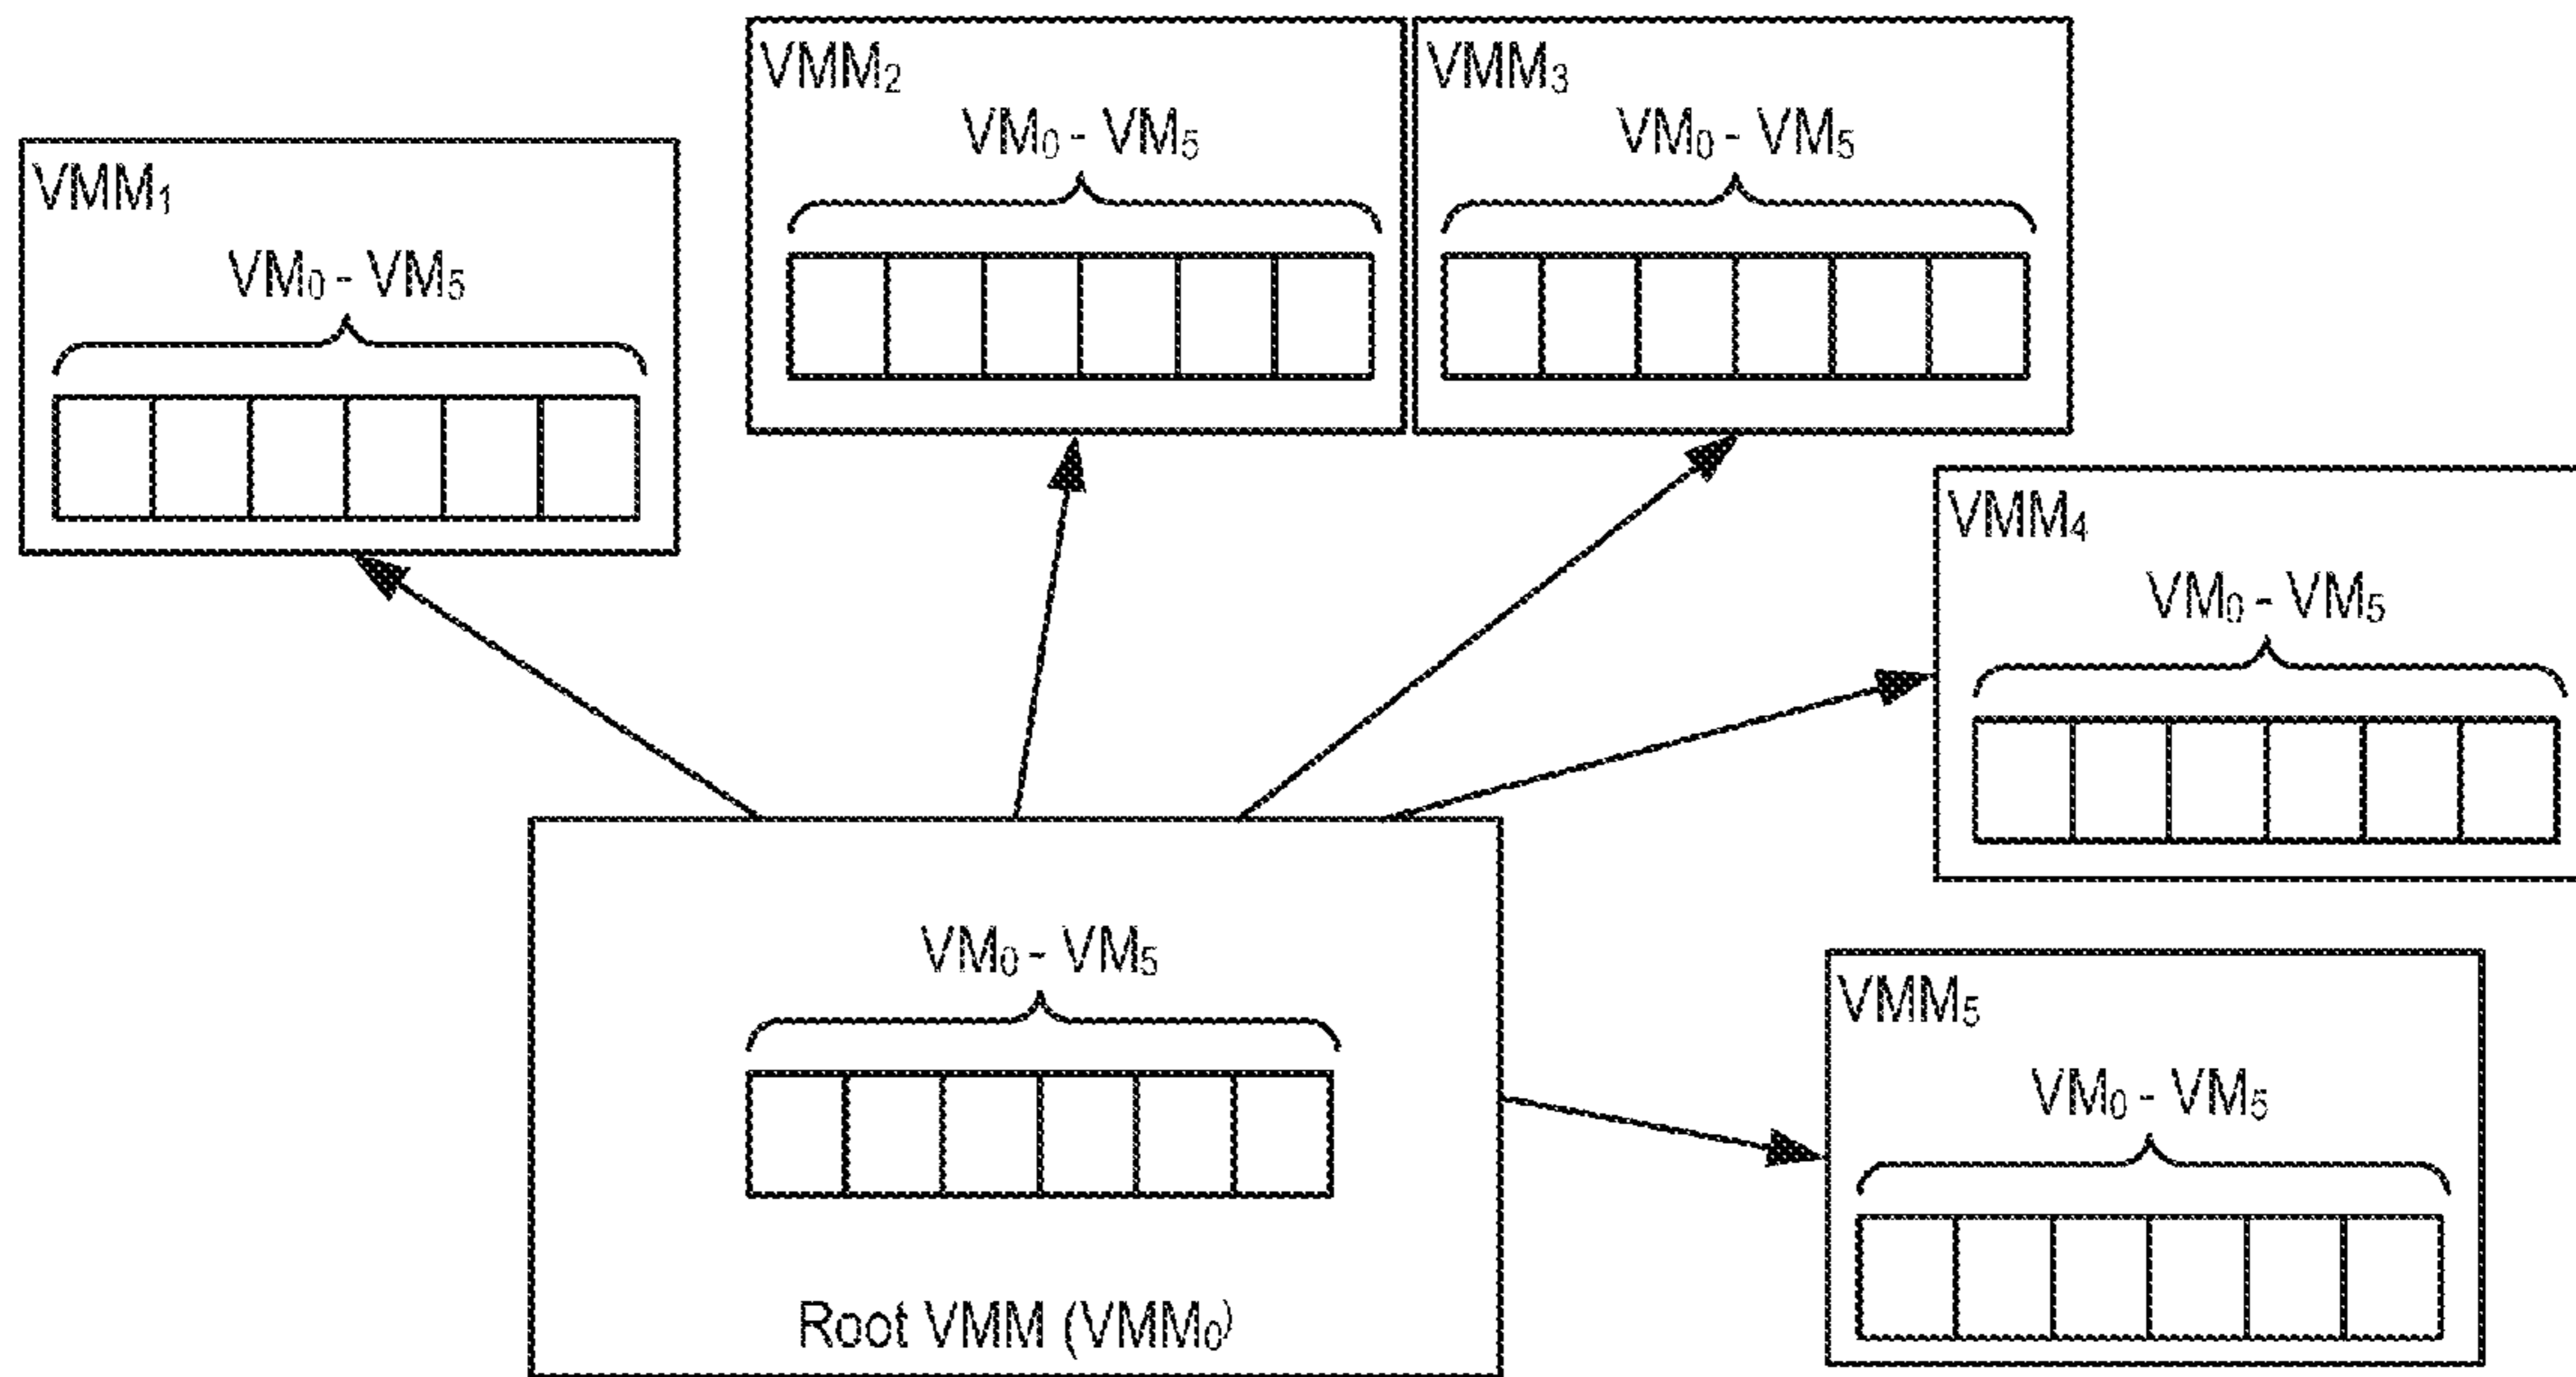 VMM₂
VM₀ - VM₅
VMM₃
VM₀ - VM₅
VMM₁
VM₀ - VM₅
VMM₄
VM₀ - VM₅
VM₀ - VM₅
Root VMM (VMM₀)
VMM₅
VM₀ - VM₅